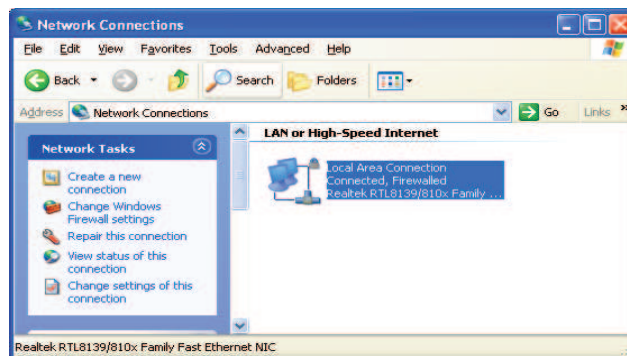 Network Connections
File Edit View Favorites Tools Advanced Help
Back Search Folders
Address Network Connections Go Links »
Network Tasks
Create a new
connection
Change Windows
Firewall settings
Repair this connection
View status of this
connection
Change settings of this
connection
LAN or High-Speed Internet
Local Area Connection
Connected, Firewalled
Realtek RTL8139/810x Family ...
Realtek RTL8139/810x Family Fast Ethernet NIC